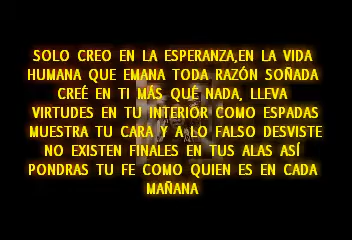 SOLO CREO EN LA ESPERANZA,EN LA VIDA
HUMANA QUE EMANA TODA RAZÓN SOÑADA
CREÉ EN TI MÁS QUÉ NADA, LLEVA
VIRTUDES EN TU INTERIOR COMO ESPADAS
MUESTRA TU CARA Y A LO FALSO DESVISTE
NO EXISTEN FINALES EN TUS ALAS ASÍ
PONDRAS TU FE COMO QUIEN ES EN CADA
MAÑANA